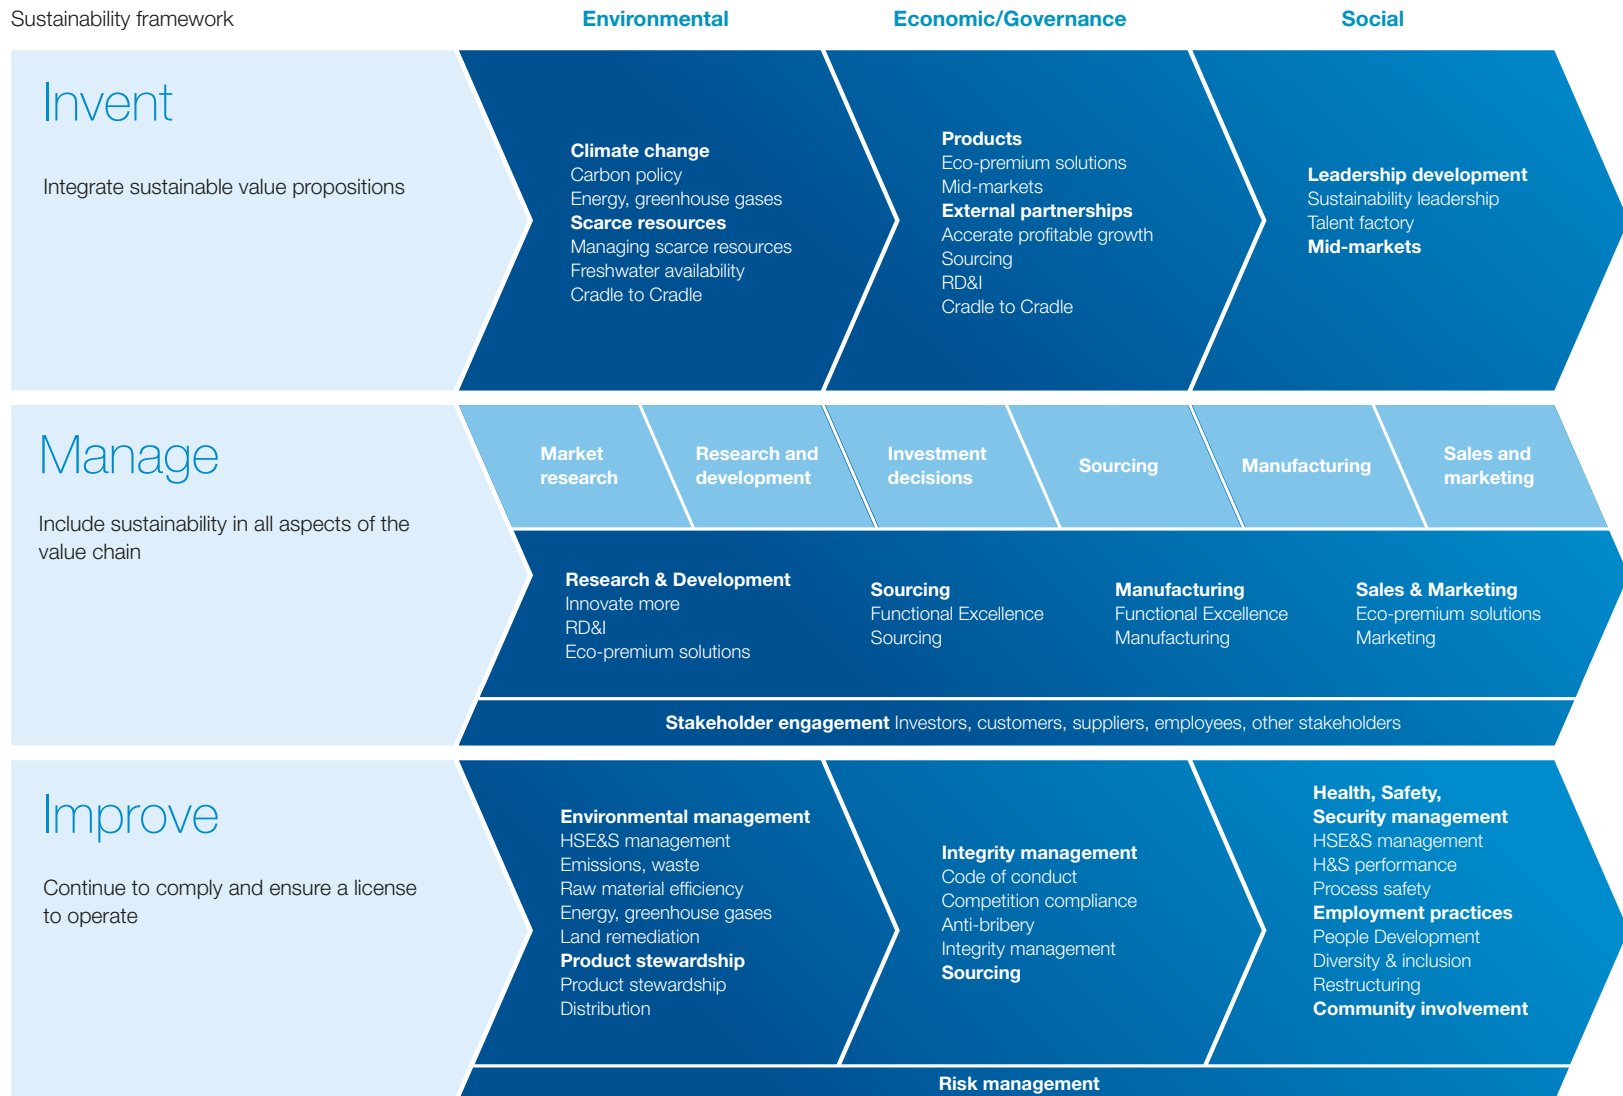 Sustainability framework
Environmental
Economic/Governance
Social
Invent
Integrate sustainable value propositions
Climate change
Carbon policy
Energy, greenhouse gases
Scarce resources
Managing scarce resources
Freshwater availability
Cradle to Cradle
Products
Eco-premium solutions
Mid-markets
External partnerships
Accerate profitable growth
Sourcing
RD&I
Cradle to Cradle
Leadership development
Sustainability leadership
Talent factory
Mid-markets
Manage
Include sustainability in all aspects of the
value chain
Market
research
Research and
development
Investment
decisions
Sourcing
Manufacturing
Sales and
marketing
Research & Development
Innovate more
RD&I
Eco-premium solutions
Sourcing
Functional Excellence
Sourcing
Manufacturing
Functional Excellence
Manufacturing
Sales & Marketing
Eco-premium solutions
Marketing
Stakeholder engagement Investors, customers, suppliers, employees, other stakeholders
Improve
Continue to comply and ensure a license
to operate
Environmental management
HSE&S management
Emissions, waste
Raw material efficiency
Energy, greenhouse gases
Land remediation
Product stewardship
Product stewardship
Distribution
Integrity management
Code of conduct
Competition compliance
Anti-bribery
Integrity management
Sourcing
Health, Safety,
Security management
HSE&S management
H&S performance
Process safety
Employment practices
People Development
Diversity & inclusion
Restructuring
Community involvement
Risk management